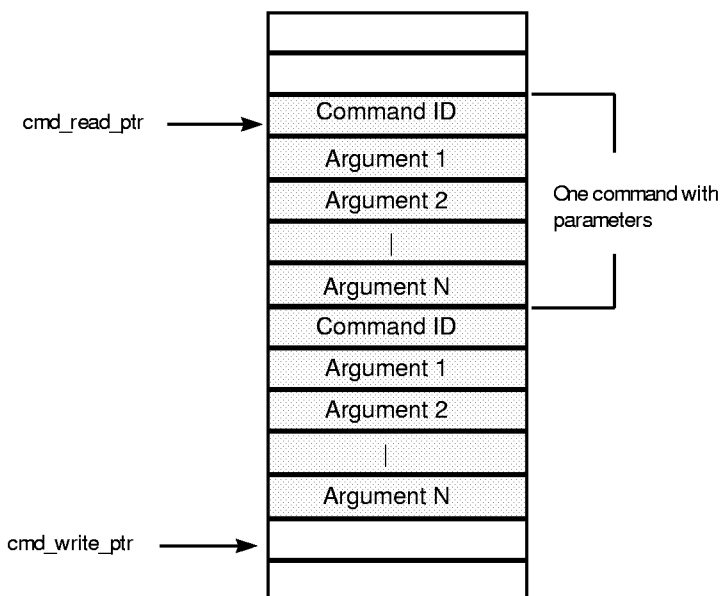 Command ID
cmd_read_ptr
Argument 1
Argument 2
One command with
parameters
|
Argument N
Command ID
Argument 1
Argument 2
|
Argument N
cmd_write_ptr